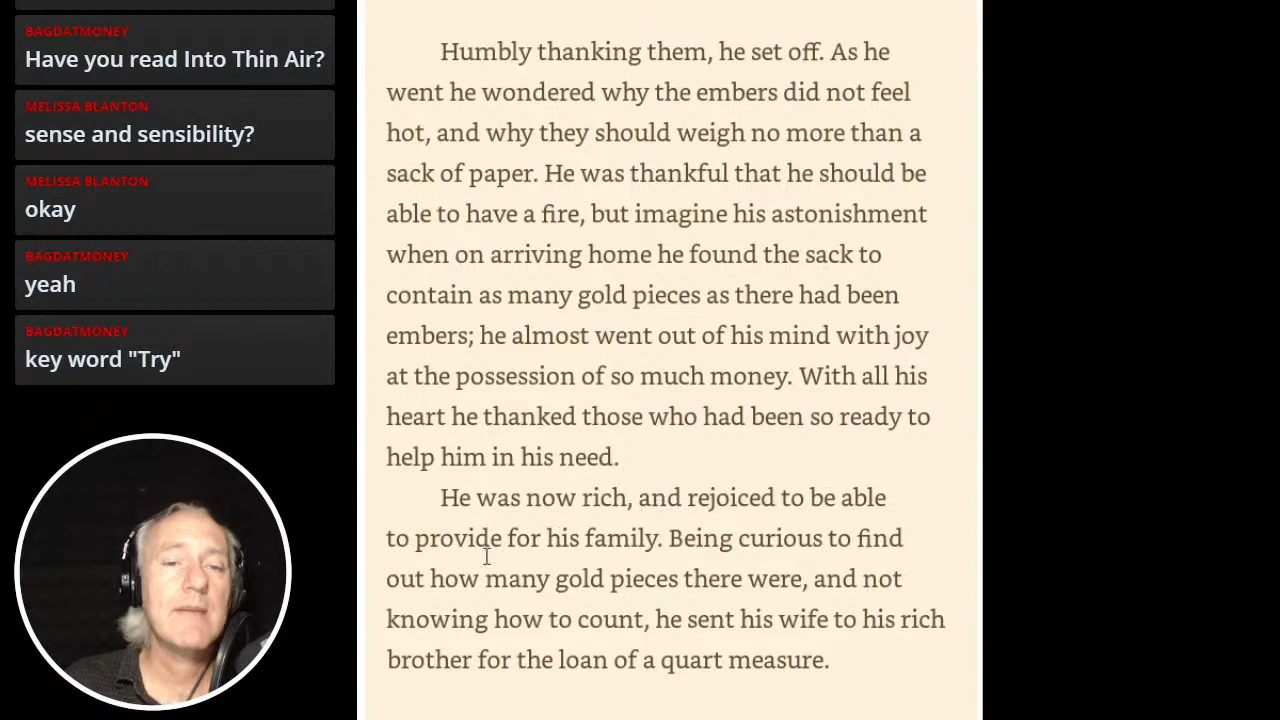 BAGDATMONEY
Have you read Into Thin Air?
MELISSA BLANTON
sense and sensibility?
MELISSA BLANTON
okay
BAGDATMONEY
yeah
BAGDATMONEY
key word "Try"
Humbly thanking them, he set off. As he
went he wondered why the embers did not feel
hot, and why they should weigh no more than a
sack of paper. He was thankful that he should be
able to have a fire, but imagine his astonishment
when on arriving home he found the sack to
contain as many gold pieces as there had been
embers; he almost went out of his mind with joy
at the possession of so much money. With all his
heart he thanked those who had been so ready to
help him in his need.
He was now rich, and rejoiced to be able
to provide for his family. Being curious to find
out how many gold pieces there were, and not
knowing how to count, he sent his wife to his rich
brother for the loan of a quart measure.